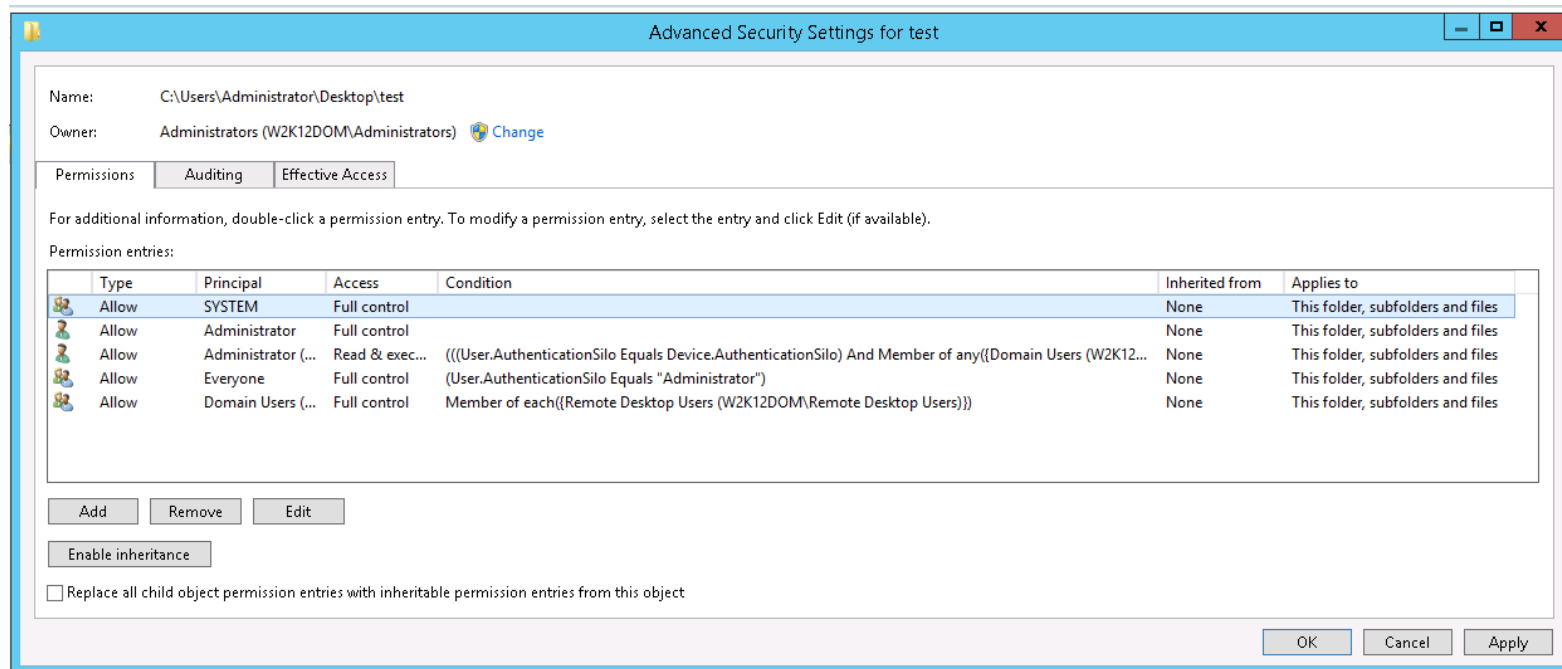 Advanced Security Settings for test
Name: C:\Users\Administrator\Desktop\test
Owner: Administrators (W2K12DOM\Administrators) Change
Permissions Auditing Effective Access
For additional information, double-click a permission entry. To modify a permission entry, select the entry and click Edit (if available).
Permission entries:
Type Principal Access Condition Inherited from Applies to
Allow SYSTEM Full control None This folder, subfolders and files
Allow Administrator Full control None This folder, subfolders and files
Allow Administrator (... Read & exec... (((User.AuthenticationSilo Equals Device.AuthenticationSilo) And Member of any({Domain Users (W2K12... None This folder, subfolders and files
Allow Everyone Full control (User.AuthenticationSilo Equals "Administrator") None This folder, subfolders and files
Allow Domain Users (... Full control Member of each({Remote Desktop Users (W2K12DOM\Remote Desktop Users)}) None This folder, subfolders and files
Add Remove Edit
Enable inheritance
Replace all child object permission entries with inheritable permission entries from this object
OK Cancel Apply